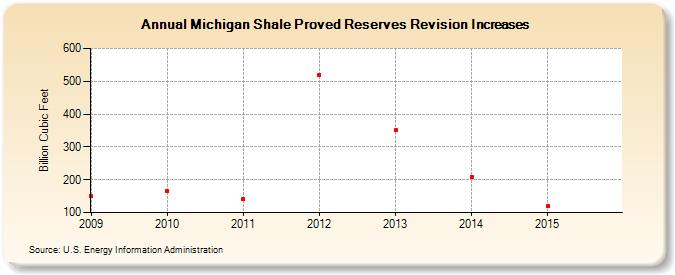 Annual Michigan Shale Proved Reserves Revision Increases
Billion Cubic Feet
600
500
400
300
200
100
2009 2010 2011 2012 2013 2014 2015
Source: U.S. Energy Information Administration